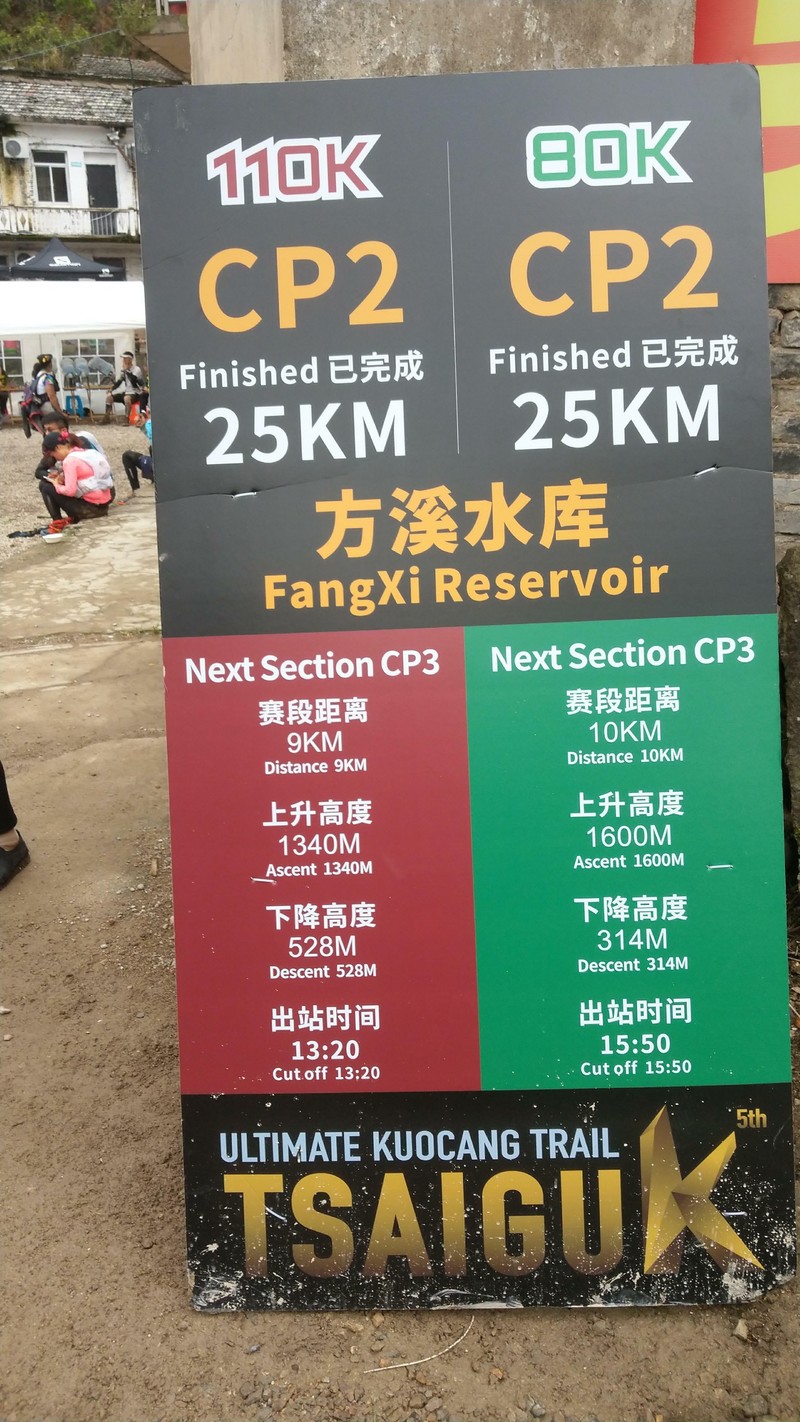 110K
CP2
Finished 已完成
25KM
80K
CP2
Finished 已完成
25KM
方溪水库
FangXi Reservoir
Next Section CP3
赛段距离
9KM
Distance 9KM
上升高度
1340M
Ascent 1340M
下降高度
528M
Descent 528M
出站时间
13:20
Cut off 13:20
Next Section CP3
赛段距离
10KM
Distance 10KM
上升高度
1600M
Ascent 1600M
下降高度
314M
Descent 314M
出站时间
15:50
Cut off 15:50
5th
ULTIMATE KUOCANG TRAIL
TSAIGU K